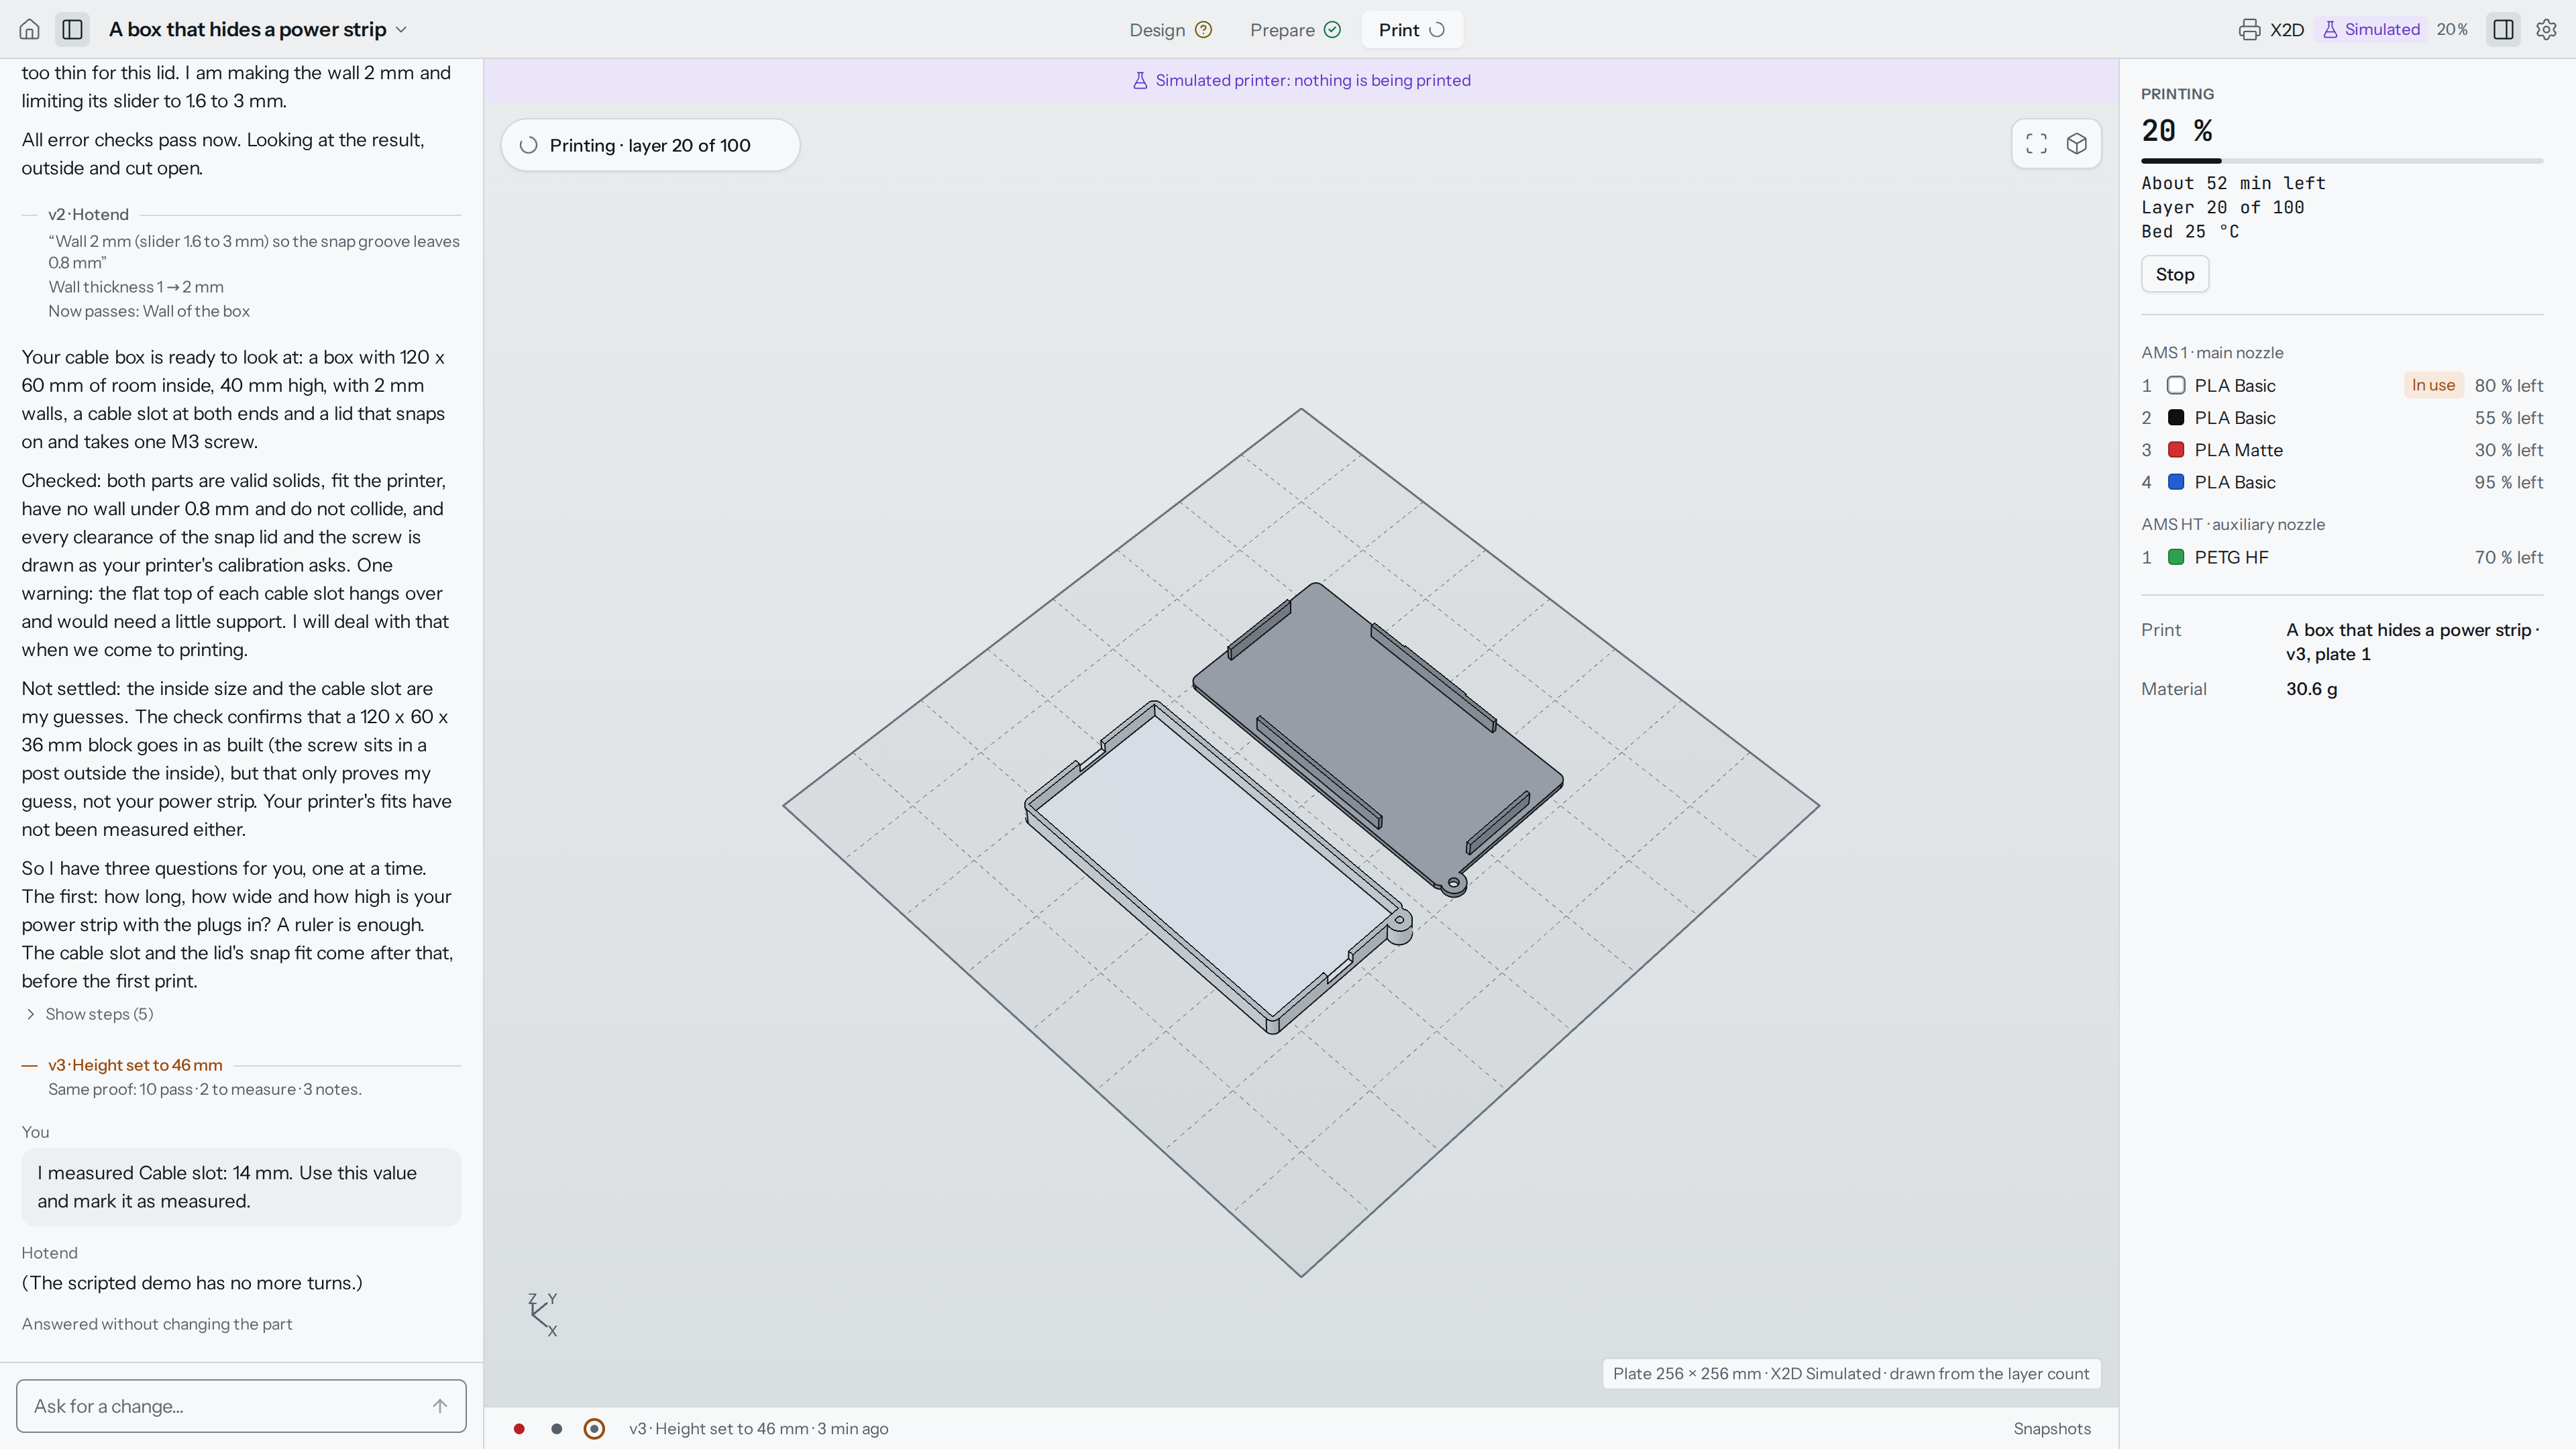 A box that hides a power strip
Design
Prepare
Print
X2D
Simulated
20%
too thin for this lid. I am making the wall 2 mm and
limiting its slider to 1.6 to 3 mm.
All error checks pass now. Looking at the result,
outside and cut open.
v2·Hotend
“Wall 2 mm (slider 1.6 to 3 mm) so the snap groove leaves
0.8 mm”
Wall thickness 1→2 mm
Now passes: Wall of the box
Your cable box is ready to look at: a box with 120 x
60 mm of room inside, 40 mm high, with 2 mm
walls, a cable slot at both ends and a lid that snaps
on and takes one M3 screw.
Checked: both parts are valid solids, fit the printer,
have no wall under 0.8 mm and do not collide, and
every clearance of the snap lid and the screw is
drawn as your printer's calibration asks. One
warning: the flat top of each cable slot hangs over
and would need a little support. I will deal with that
when we come to printing.
Not settled: the inside size and the cable slot are
my guesses. The check confirms that a 120 x 60 x
36 mm block goes in as built (the screw sits in a
post outside the inside), but that only proves my
guess, not your power strip. Your printer's fits have
not been measured either.
So I have three questions for you, one at a time.
The first: how long, how wide and how high is your
power strip with the plugs in? A ruler is enough.
The cable slot and the lid's snap fit come after that,
before the first print.
Show steps (5)
v3·Height set to 46 mm
Same proof: 10 pass·2 to measure·3 notes.
You
I measured Cable slot: 14 mm. Use this value
and mark it as measured.
Hotend
(The scripted demo has no more turns.)
Answered without changing the part
Ask for a change...
Simulated printer: nothing is being printed
Printing · layer 20 of 100
Z
Y
X
Plate 256 × 256 mm·X2D Simulated·drawn from the layer count
v3·Height set to 46 mm·3 min ago
Snapshots
PRINTING
20 %
About 52 min left
Layer 20 of 100
Bed 25 °C
Stop
AMS 1·main nozzle
1 PLA Basic In use 80 % left
2 PLA Basic 55 % left
3 PLA Matte 30 % left
4 PLA Basic 95 % left
AMS HT·auxiliary nozzle
1 PETG HF 70 % left
Print A box that hides a power strip ·
v3, plate 1
Material 30.6 g